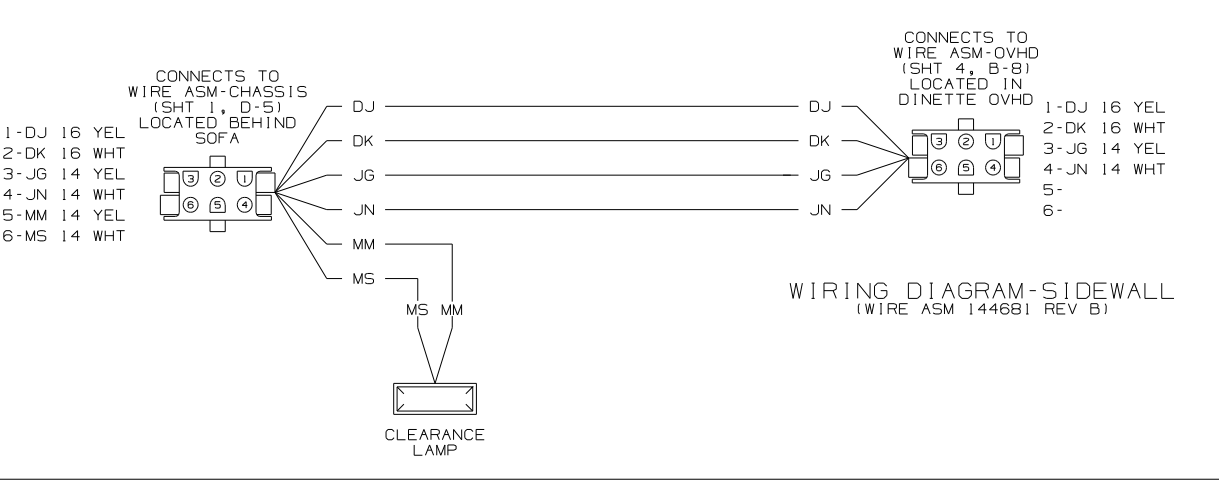 CONNECTS TO
WIRE ASM-CHASSIS
(SHT 1, D-5)
LOCATED BEHIND
SOFA
1-DJ 16 YEL
2-DK 16 WHT
3-JG 14 YEL
4-JN 14 WHT
5-MM 14 YEL
6-MS 14 WHT
3 2 1
6 5 4
DJ
DK
JG
JN
MM
MS
MS MM
CLEARANCE
LAMP
DJ
DK
JG
JN
CONNECTS TO
WIRE ASM-OVHD
(SHT 4, B-8)
LOCATED IN
DINETTE OVHD
3 2 1
6 5 4
1-DJ 16 YEL
2-DK 16 WHT
3-JG 14 YEL
4-JN 14 WHT
5-
6-
WIRING DIAGRAM-SIDEWALL
(WIRE ASM 144681 REV B)